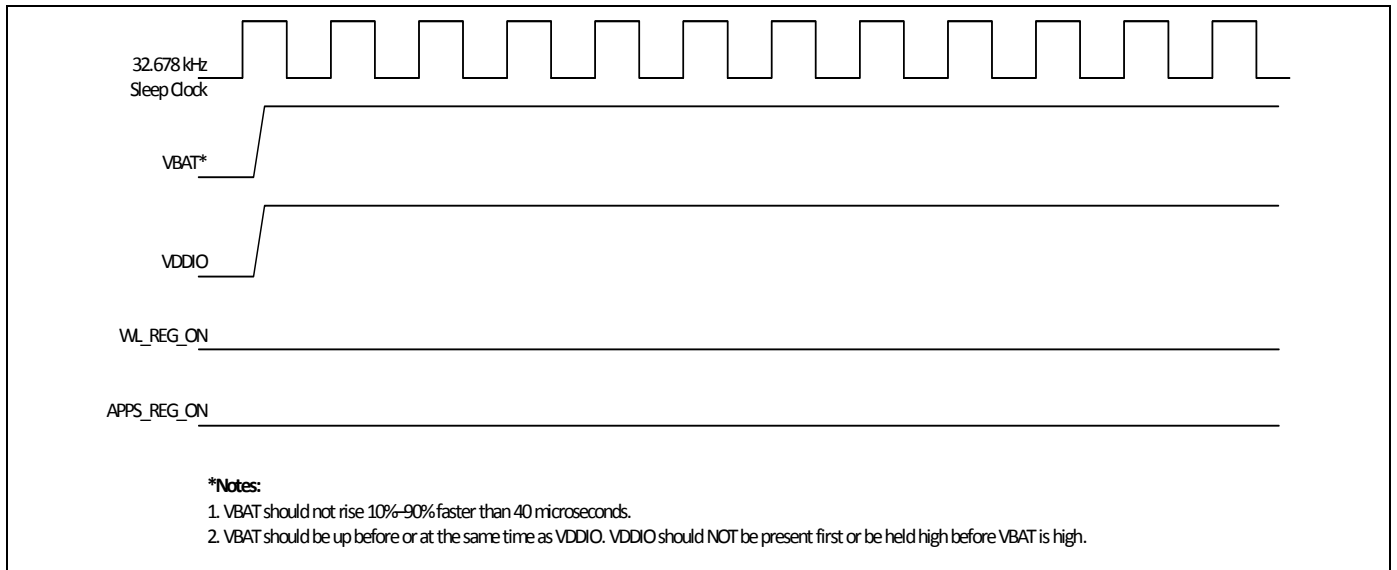 32.678 kHz
Sleep Clock
VBAT*
VDDIO
WL_REG_ON
APPS_REG_ON
*Notes:
1. VBAT should not rise 10%–90% faster than 40 microseconds.
2. VBAT should be up before or at the same time as VDDIO. VDDIO should NOT be present first or be held high before VBAT is high.